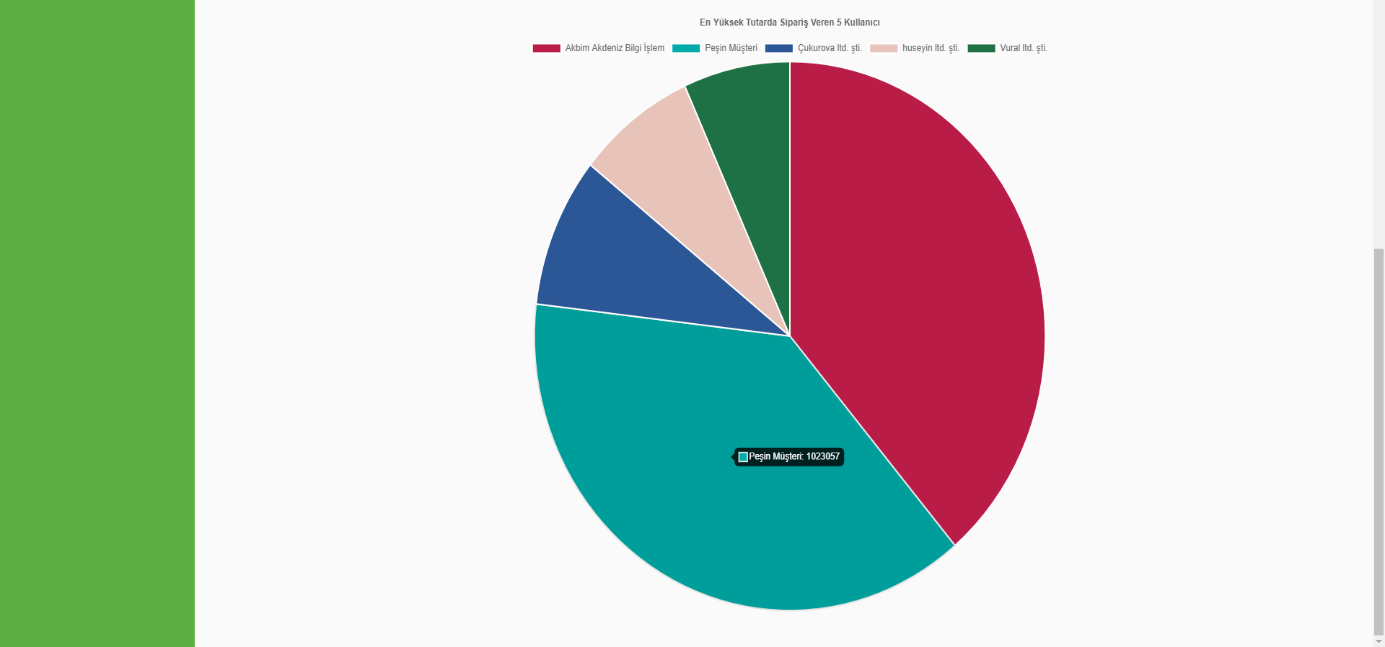 En Yüksek Tutarda Sipariş Veren 5 Kullanıcı
Akbim Akdeniz Bilgi İşlem Peşin Müşteri Çukurova ltd. şti. huseyin ltd. şti. Vural ltd. şti.
Peşin Müşteri: 1023057